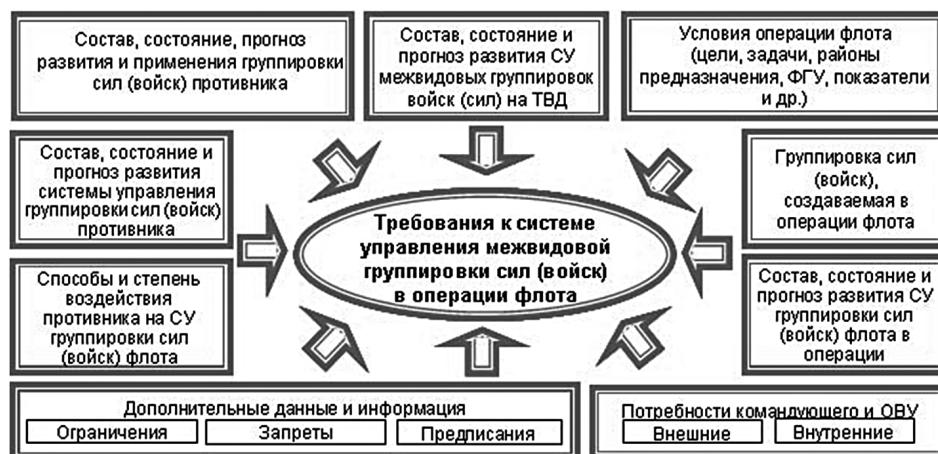 Состав, состояние, прогноз
развития и применения группировки
сил (войск) противника
Состав, состояние и
прогноз развития СУ
межвидовых группировок
войск (сил) на ТВД
Условия операции флота
(цели, задачи, районы
предназначения, ФГУ, показатели
и др.)
Состав, состояние и
прогноз развития
системы управления
группировки сил (войск)
противника
Группировка сил
(войск),
создаваемая в
операции флота
Требования к системе
управления межвидовой
группировки сил (войск)
в операции флота
Способы и степень
воздействия
противника на СУ
группировки сил
(войск) флота
Состав, состояние и
прогноз развития СУ
группировки сил
(войск) флота в
операции
Дополнительные данные и информация
Ограничения
Запреты
Предписания
Потребности командующего и ОВУ
Внешние
Внутренние